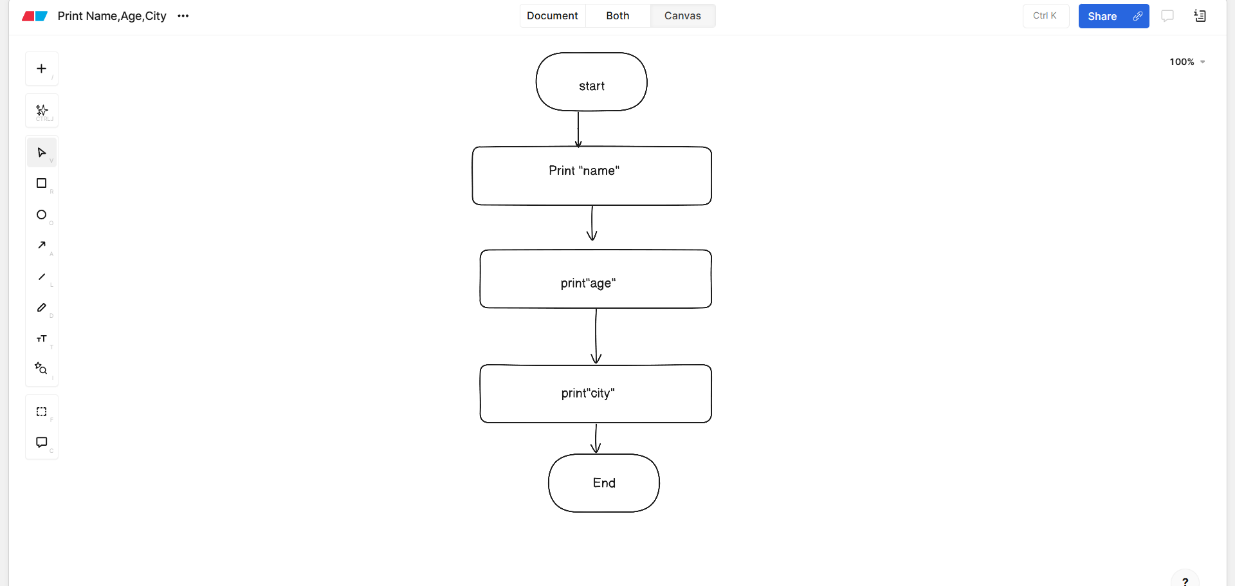 Print Name,Age,City ...
Document Both Canvas
Ctrl K
Share
100%
start
Print "name"
print"age"
print"city"
End
?